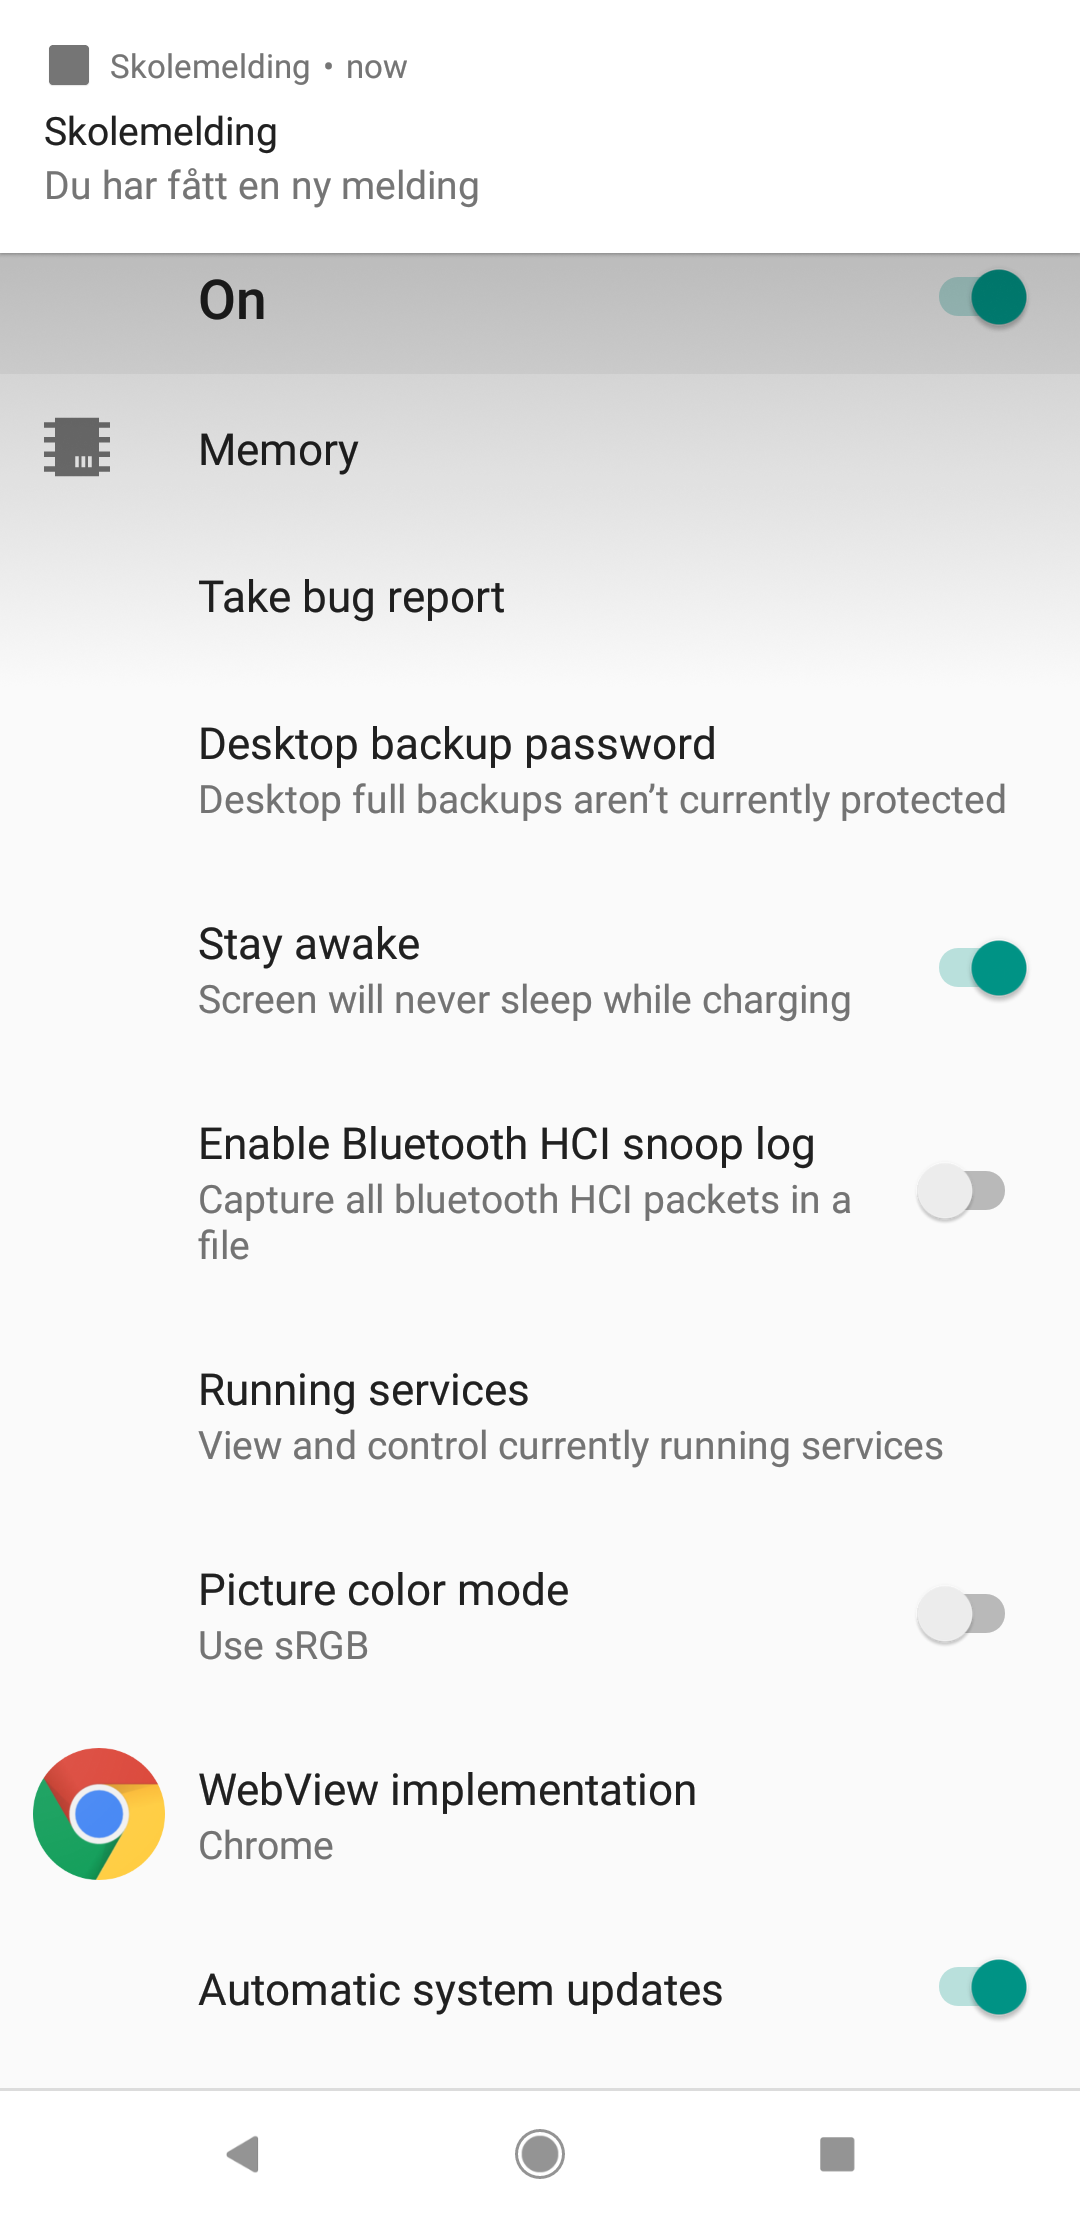 Skolemelding • now
Skolemelding
Du har fått en ny melding
On
Memory
Take bug report
Desktop backup password
Desktop full backups aren’t currently protected
Stay awake
Screen will never sleep while charging
Enable Bluetooth HCI snoop log
Capture all bluetooth HCI packets in a
file
Running services
View and control currently running services
Picture color mode
Use sRGB
WebView implementation
Chrome
Automatic system updates